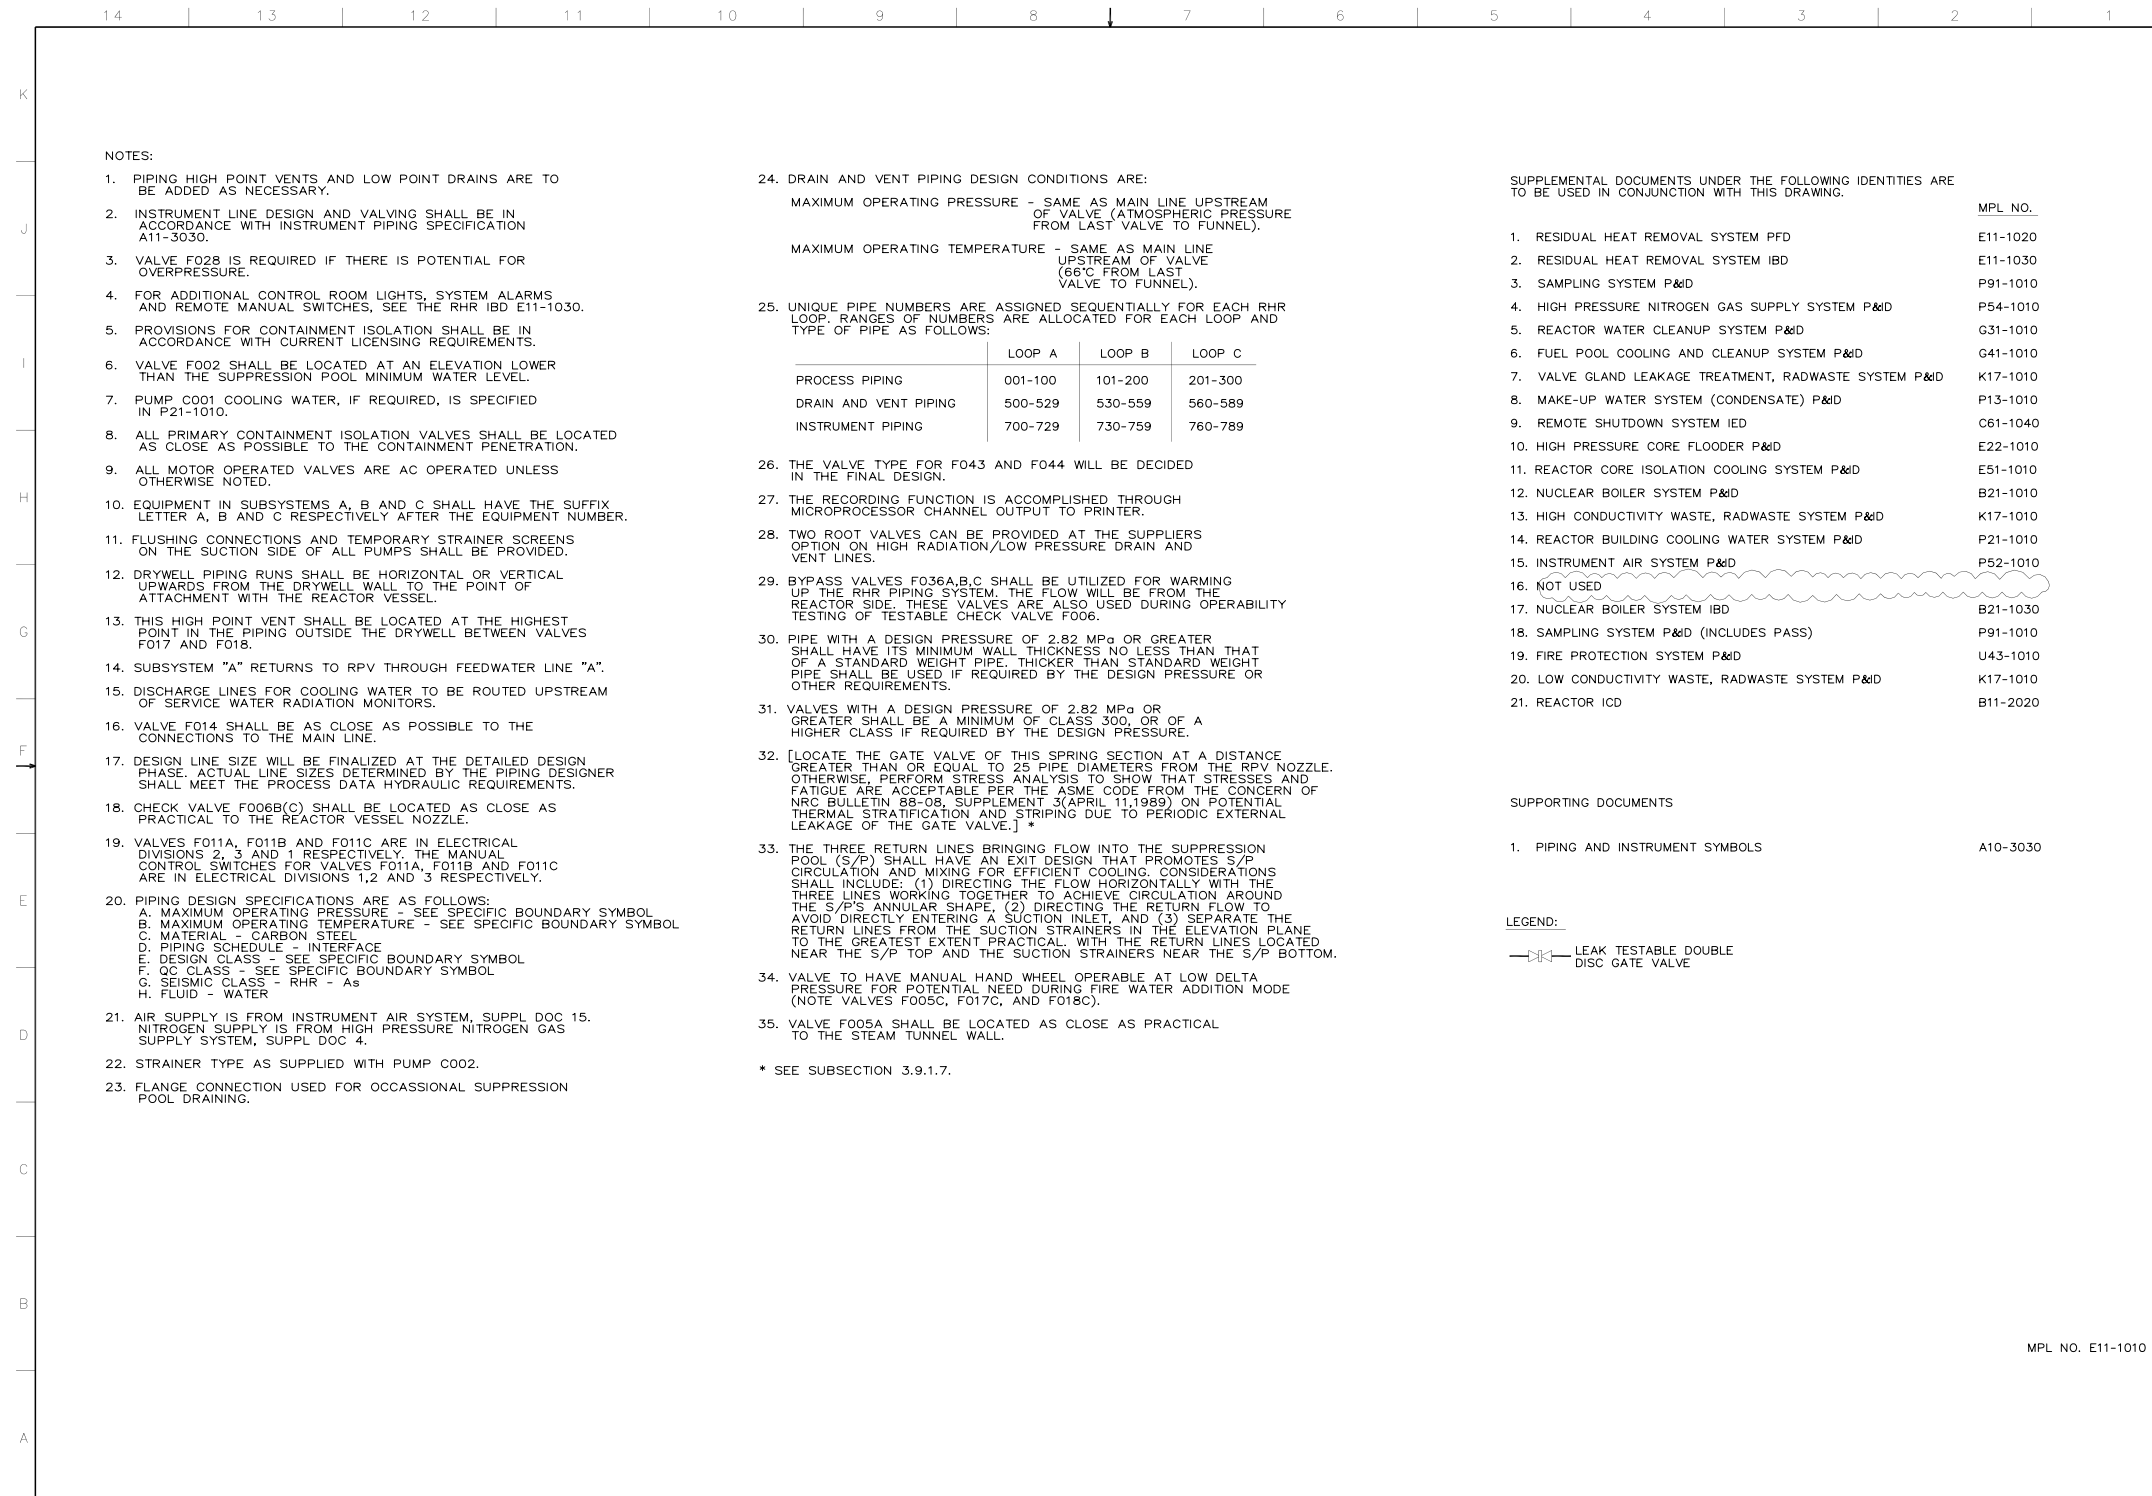 14 13 12 11 10 9 8 7 6 5 4 3 2 1
K
J
I
H
G
F
E
D
C
B
A
NOTES:
1. PIPING HIGH POINT VENTS AND LOW POINT DRAINS ARE TO
BE ADDED AS NECESSARY.
2. INSTRUMENT LINE DESIGN AND VALVING SHALL BE IN
ACCORDANCE WITH INSTRUMENT PIPING SPECIFICATION
A11-3030.
3. VALVE F028 IS REQUIRED IF THERE IS POTENTIAL FOR
OVERPRESSURE.
4. FOR ADDITIONAL CONTROL ROOM LIGHTS, SYSTEM ALARMS
AND REMOTE MANUAL SWITCHES, SEE THE RHR IBD E11-1030.
5. PROVISIONS FOR CONTAINMENT ISOLATION SHALL BE IN
ACCORDANCE WITH CURRENT LICENSING REQUIREMENTS.
6. VALVE F002 SHALL BE LOCATED AT AN ELEVATION LOWER
THAN THE SUPPRESSION POOL MINIMUM WATER LEVEL.
7. PUMP C001 COOLING WATER, IF REQUIRED, IS SPECIFIED
IN P21-1010.
8. ALL PRIMARY CONTAINMENT ISOLATION VALVES SHALL BE LOCATED
AS CLOSE AS POSSIBLE TO THE CONTAINMENT PENETRATION.
9. ALL MOTOR OPERATED VALVES ARE AC OPERATED UNLESS
OTHERWISE NOTED.
10. EQUIPMENT IN SUBSYSTEMS A, B AND C SHALL HAVE THE SUFFIX
LETTER A, B AND C RESPECTIVELY AFTER THE EQUIPMENT NUMBER.
11. FLUSHING CONNECTIONS AND TEMPORARY STRAINER SCREENS
ON THE SUCTION SIDE OF ALL PUMPS SHALL BE PROVIDED.
12. DRYWELL PIPING RUNS SHALL BE HORIZONTAL OR VERTICAL
UPWARDS FROM THE DRYWELL WALL TO THE POINT OF
ATTACHMENT WITH THE REACTOR VESSEL.
13. THIS HIGH POINT VENT SHALL BE LOCATED AT THE HIGHEST
POINT IN THE PIPING OUTSIDE THE DRYWELL BETWEEN VALVES
F017 AND F018.
14. SUBSYSTEM "A" RETURNS TO RPV THROUGH FEEDWATER LINE "A".
15. DISCHARGE LINES FOR COOLING WATER TO BE ROUTED UPSTREAM
OF SERVICE WATER RADIATION MONITORS.
16. VALVE F014 SHALL BE AS CLOSE AS POSSIBLE TO THE
CONNECTIONS TO THE MAIN LINE.
17. DESIGN LINE SIZE WILL BE FINALIZED AT THE DETAILED DESIGN
PHASE. ACTUAL LINE SIZES DETERMINED BY THE PIPING DESIGNER
SHALL MEET THE PROCESS DATA HYDRAULIC REQUIREMENTS.
18. CHECK VALVE F006B(C) SHALL BE LOCATED AS CLOSE AS
PRACTICAL TO THE REACTOR VESSEL NOZZLE.
19. VALVES F011A, F011B AND F011C ARE IN ELECTRICAL
DIVISIONS 2, 3 AND 1 RESPECTIVELY. THE MANUAL
CONTROL SWITCHES FOR VALVES F011A, F011B AND F011C
ARE IN ELECTRICAL DIVISIONS 1,2 AND 3 RESPECTIVELY.
20. PIPING DESIGN SPECIFICATIONS ARE AS FOLLOWS:
A. MAXIMUM OPERATING PRESSURE - SEE SPECIFIC BOUNDARY SYMBOL
B. MAXIMUM OPERATING TEMPERATURE - SEE SPECIFIC BOUNDARY SYMBOL
C. MATERIAL - CARBON STEEL
D. PIPING SCHEDULE - INTERFACE
E. DESIGN CLASS - SEE SPECIFIC BOUNDARY SYMBOL
F. QC CLASS - SEE SPECIFIC BOUNDARY SYMBOL
G. SEISMIC CLASS - RHR - As
H. FLUID - WATER
21. AIR SUPPLY IS FROM INSTRUMENT AIR SYSTEM, SUPPL DOC 15.
NITROGEN SUPPLY IS FROM HIGH PRESSURE NITROGEN GAS
SUPPLY SYSTEM, SUPPL DOC 4.
22. STRAINER TYPE AS SUPPLIED WITH PUMP C002.
23. FLANGE CONNECTION USED FOR OCCASSIONAL SUPPRESSION
POOL DRAINING.
24. DRAIN AND VENT PIPING DESIGN CONDITIONS ARE:
MAXIMUM OPERATING PRESSURE - SAME AS MAIN LINE UPSTREAM
OF VALVE (ATMOSPHERIC PRESSURE
FROM LAST VALVE TO FUNNEL).
MAXIMUM OPERATING TEMPERATURE - SAME AS MAIN LINE
UPSTREAM OF VALVE
(66°C FROM LAST
VALVE TO FUNNEL).
25. UNIQUE PIPE NUMBERS ARE ASSIGNED SEQUENTIALLY FOR EACH RHR
LOOP. RANGES OF NUMBERS ARE ALLOCATED FOR EACH LOOP AND
TYPE OF PIPE AS FOLLOWS:
LOOP A LOOP B LOOP C
PROCESS PIPING 001-100 101-200 201-300
DRAIN AND VENT PIPING 500-529 530-559 560-589
INSTRUMENT PIPING 700-729 730-759 760-789
26. THE VALVE TYPE FOR F043 AND F044 WILL BE DECIDED
IN THE FINAL DESIGN.
27. THE RECORDING FUNCTION IS ACCOMPLISHED THROUGH
MICROPROCESSOR CHANNEL OUTPUT TO PRINTER.
28. TWO ROOT VALVES CAN BE PROVIDED AT THE SUPPLIERS
OPTION ON HIGH RADIATION/LOW PRESSURE DRAIN AND
VENT LINES.
29. BYPASS VALVES F036A,B,C SHALL BE UTILIZED FOR WARMING
UP THE RHR PIPING SYSTEM. THE FLOW WILL BE FROM THE
REACTOR SIDE. THESE VALVES ARE ALSO USED DURING OPERABILITY
TESTING OF TESTABLE CHECK VALVE F006.
30. PIPE WITH A DESIGN PRESSURE OF 2.82 MPa OR GREATER
SHALL HAVE ITS MINIMUM WALL THICKNESS NO LESS THAN THAT
OF A STANDARD WEIGHT PIPE. THICKER THAN STANDARD WEIGHT
PIPE SHALL BE USED IF REQUIRED BY THE DESIGN PRESSURE OR
OTHER REQUIREMENTS.
31. VALVES WITH A DESIGN PRESSURE OF 2.82 MPa OR
GREATER SHALL BE A MINIMUM OF CLASS 300, OR OF A
HIGHER CLASS IF REQUIRED BY THE DESIGN PRESSURE.
32. [LOCATE THE GATE VALVE OF THIS SPRING SECTION AT A DISTANCE
GREATER THAN OR EQUAL TO 25 PIPE DIAMETERS FROM THE RPV NOZZLE.
OTHERWISE, PERFORM STRESS ANALYSIS TO SHOW THAT STRESSES AND
FATIGUE ARE ACCEPTABLE PER THE ASME CODE FROM THE CONCERN OF
NRC BULLETIN 88-08, SUPPLEMENT 3(APRIL 11,1989) ON POTENTIAL
THERMAL STRATIFICATION AND STRIPING DUE TO PERIODIC EXTERNAL
LEAKAGE OF THE GATE VALVE.] *
33. THE THREE RETURN LINES BRINGING FLOW INTO THE SUPPRESSION
POOL (S/P) SHALL HAVE AN EXIT DESIGN THAT PROMOTES S/P
CIRCULATION AND MIXING FOR EFFICIENT COOLING. CONSIDERATIONS
SHALL INCLUDE: (1) DIRECTING THE FLOW HORIZONTALLY WITH THE
THREE LINES WORKING TOGETHER TO ACHIEVE CIRCULATION AROUND
THE S/P'S ANNULAR SHAPE, (2) DIRECTING THE RETURN FLOW TO
AVOID DIRECTLY ENTERING A SUCTION INLET, AND (3) SEPARATE THE
RETURN LINES FROM THE SUCTION STRAINERS IN THE ELEVATION PLANE
TO THE GREATEST EXTENT PRACTICAL. WITH THE RETURN LINES LOCATED
NEAR THE S/P TOP AND THE SUCTION STRAINERS NEAR THE S/P BOTTOM.
34. VALVE TO HAVE MANUAL HAND WHEEL OPERABLE AT LOW DELTA
PRESSURE FOR POTENTIAL NEED DURING FIRE WATER ADDITION MODE
(NOTE VALVES F005C, F017C, AND F018C).
35. VALVE F005A SHALL BE LOCATED AS CLOSE AS PRACTICAL
TO THE STEAM TUNNEL WALL.
* SEE SUBSECTION 3.9.1.7.
SUPPLEMENTAL DOCUMENTS UNDER THE FOLLOWING IDENTITIES ARE
TO BE USED IN CONJUNCTION WITH THIS DRAWING.
MPL NO.
1. RESIDUAL HEAT REMOVAL SYSTEM PFD E11-1020
2. RESIDUAL HEAT REMOVAL SYSTEM IBD E11-1030
3. SAMPLING SYSTEM P&ID P91-1010
4. HIGH PRESSURE NITROGEN GAS SUPPLY SYSTEM P&ID P54-1010
5. REACTOR WATER CLEANUP SYSTEM P&ID G31-1010
6. FUEL POOL COOLING AND CLEANUP SYSTEM P&ID G41-1010
7. VALVE GLAND LEAKAGE TREATMENT, RADWASTE SYSTEM P&ID K17-1010
8. MAKE-UP WATER SYSTEM (CONDENSATE) P&ID P13-1010
9. REMOTE SHUTDOWN SYSTEM IED C61-1040
10. HIGH PRESSURE CORE FLOODER P&ID E22-1010
11. REACTOR CORE ISOLATION COOLING SYSTEM P&ID E51-1010
12. NUCLEAR BOILER SYSTEM P&ID B21-1010
13. HIGH CONDUCTIVITY WASTE, RADWASTE SYSTEM P&ID K17-1010
14. REACTOR BUILDING COOLING WATER SYSTEM P&ID P21-1010
15. INSTRUMENT AIR SYSTEM P&ID P52-1010
16. NOT USED
17. NUCLEAR BOILER SYSTEM IBD B21-1030
18. SAMPLING SYSTEM P&ID (INCLUDES PASS) P91-1010
19. FIRE PROTECTION SYSTEM P&ID U43-1010
20. LOW CONDUCTIVITY WASTE, RADWASTE SYSTEM P&ID K17-1010
21. REACTOR ICD B11-2020
SUPPORTING DOCUMENTS
1. PIPING AND INSTRUMENT SYMBOLS A10-3030
LEGEND:
LEAK TESTABLE DOUBLE
DISC GATE VALVE
MPL NO. E11-1010